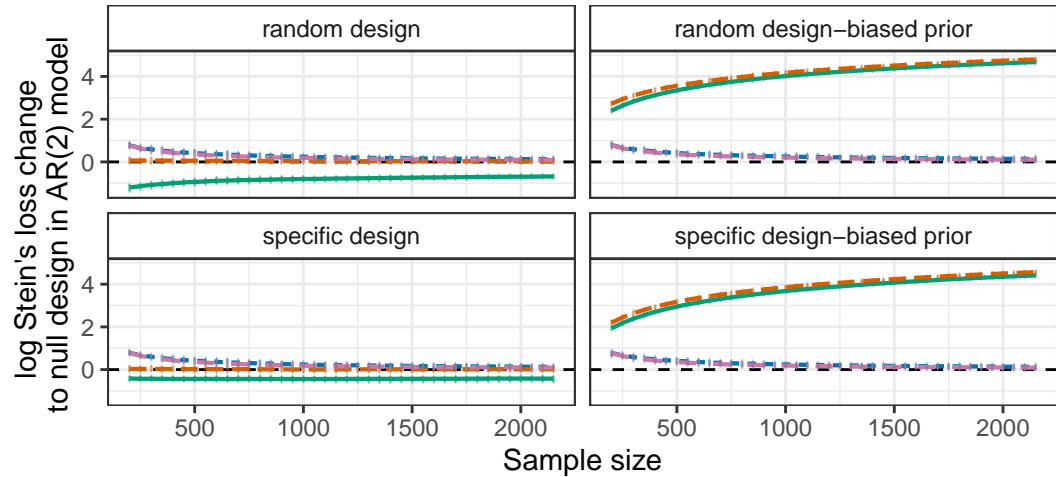 log Stein's loss change
to null design in AR(2) model
random design
random design−biased prior
4
2
0
specific design
specific design−biased prior
4
2
0
500
1000
1500
2000
500
1000
1500
2000
Sample size